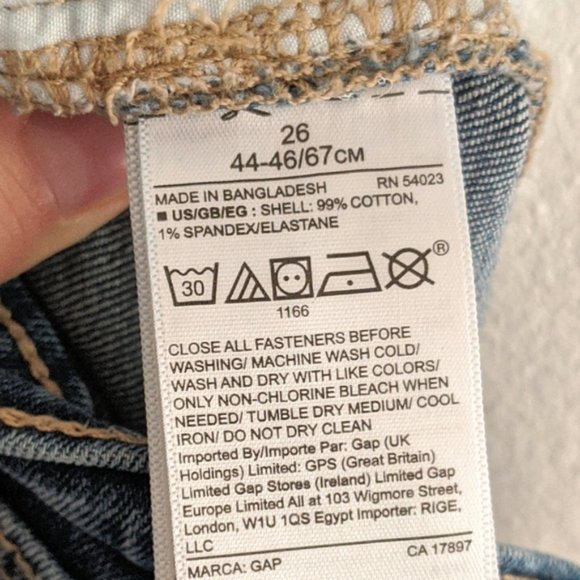 26
44-46/67CM
MADE IN BANGLADESH RN 54023
■ US/GB/EG : SHELL: 99% COTTON,
1% SPANDEX/ELASTANE
30 ®
1166
CLOSE ALL FASTENERS BEFORE
WASHING/ MACHINE WASH COLD/
WASH AND DRY WITH LIKE COLORS/
ONLY NON-CHLORINE BLEACH WHEN
NEEDED/ TUMBLE DRY MEDIUM/ COOL
IRON/ DO NOT DRY CLEAN
Imported By/Importe Par: Gap (UK
Holdings) Limited: GPS (Great Britain)
Limited Gap Stores (Ireland) Limited Gap
Europe Limited All at 103 Wigmore Street,
London, W1U 1QS Egypt Importer: RIGE,
LLC
MARCA: GAP CA 17897